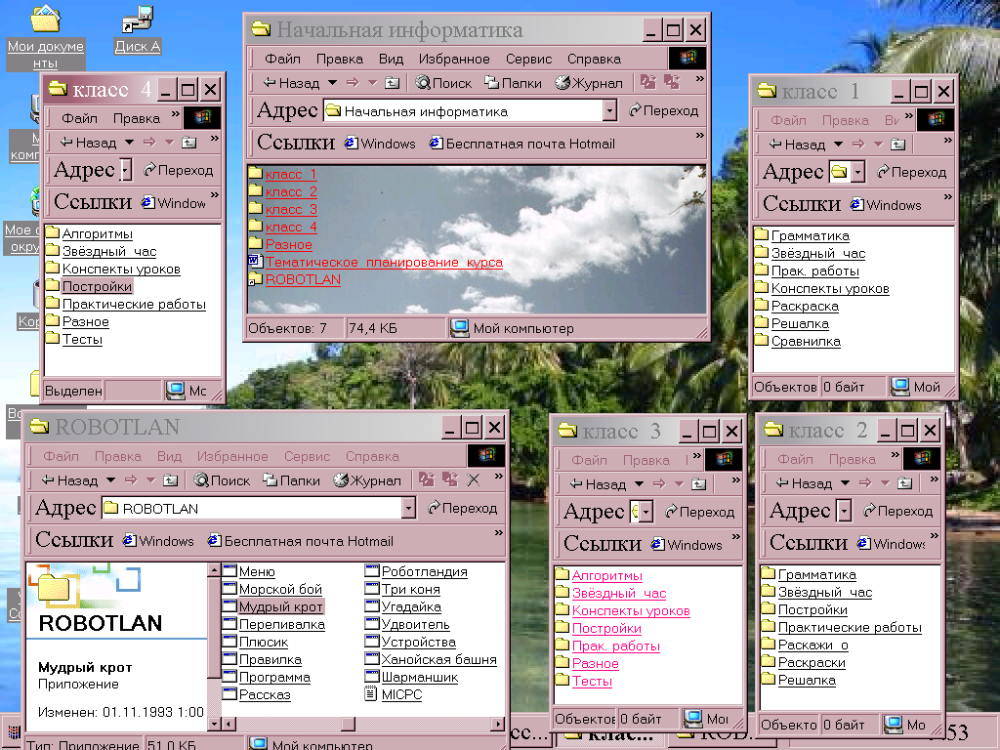 Мои докуме
нты
Диск А
Начальная информатика
Файл Правка Вид Избранное Сервис Справка
Назад Поиск Папки Журнал »
Адрес Начальная информатика Переход
Ссылки Windows Бесплатная почта Hotmail »
класс 1
класс 2
класс 3
класс 4
Разное
Тематическое планирование курса
ROBOTLAN
Объектов: 7 74,4 КБ Мой компьютер
класс 4
Файл Правка »
Назад »
Адрес Переход
Ссылки Window »
Алгоритмы
Звёздный час
Конспекты уроков
Постройки
Практические работы
Разное
Тесты
Выделен Мс
класс 1
Файл Правка Ви »
Назад »
Адрес Переход
Ссылки Windows »
Грамматика
Звёздный час
Прак. работы
Конспекты уроков
Раскраска
Решалка
Сравнилка
Объектов 0 байт Мой
Мое с
окру
Кор
ROBOTLAN
Файл Правка Вид Избранное Сервис Справка
Назад Поиск Папки Журнал »
Адрес ROBOTLAN Переход
Ссылки Windows Бесплатная почта Hotmail »
ROBOTLAN
Мудрый крот
Приложение
Изменен: 01.11.1993 1:00
Меню
Морской бой
Мудрый крот
Переливалка
Плюсик
Правилка
Программа
Рассказ
Роботландия
Три коня
Угадайка
Удвоитель
Устройства
Ханойская башня
Шарманщик
MICPC
Тип: Приложение 51,0 КБ Мой компьютер
класс 3
Файл Правка »
Назад »
Адрес Переход
Ссылки Windows »
Алгоритмы
Звёздный час
Конспекты уроков
Постройки
Прак. работы
Разное
Тесты
Объектов 0 байт Мой
класс 2
Файл Правка »
Назад »
Адрес Переход
Ссылки Windows »
Грамматика
Звёздный час
Постройки
Практические работы
Раскажи о
Раскраски
Решалка
Объекто 0 байт Мо
клас...
:53